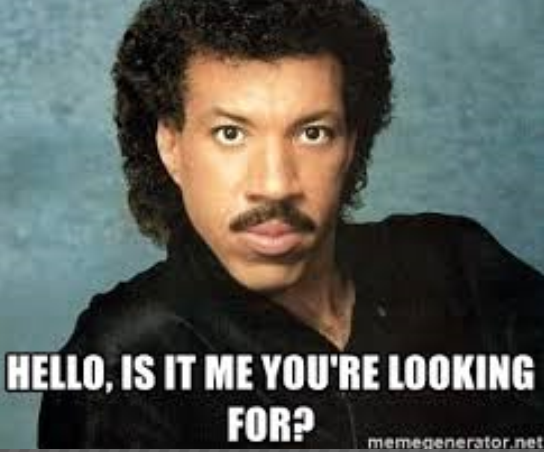 HELLO, IS IT ME YOU'RE LOOKING
FOR?
memegenerator.net